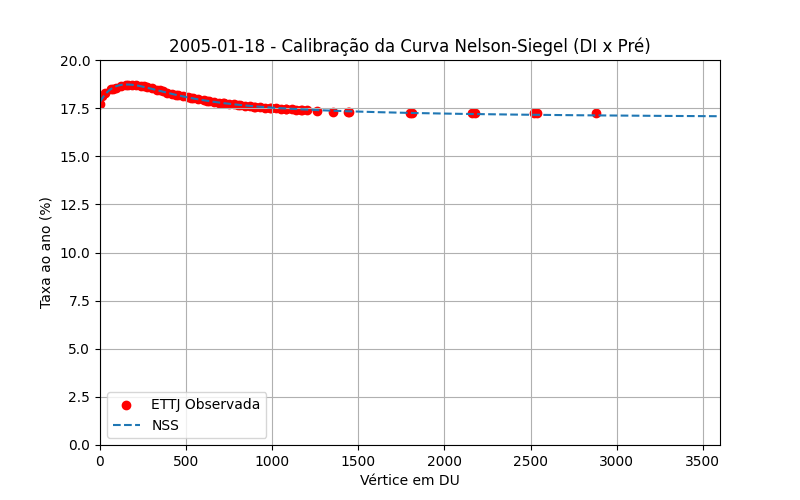 2005-01-18 - Calibração da Curva Nelson-Siegel (DI x Pré)
Taxa ao ano (%)
20.0
17.5
15.0
12.5
10.0
7.5
5.0
2.5
0.0
ETTJ Observada
NSS
0 500 1000 1500 2000 2500 3000 3500
Vértice em DU